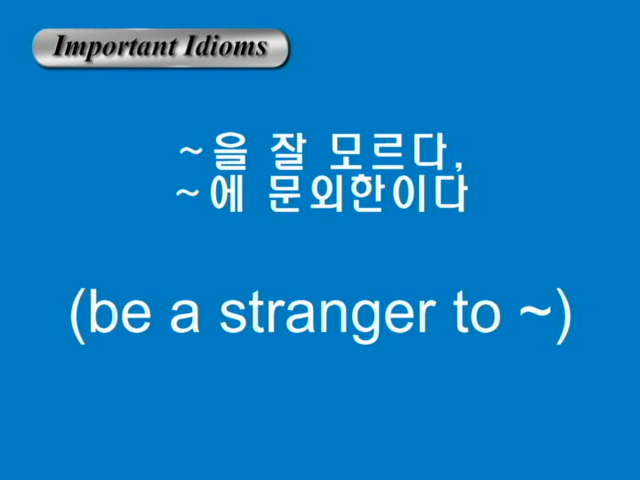 Important Idioms
~을 잘 모르다,
~에 문외한이다
(be a stranger to ~)